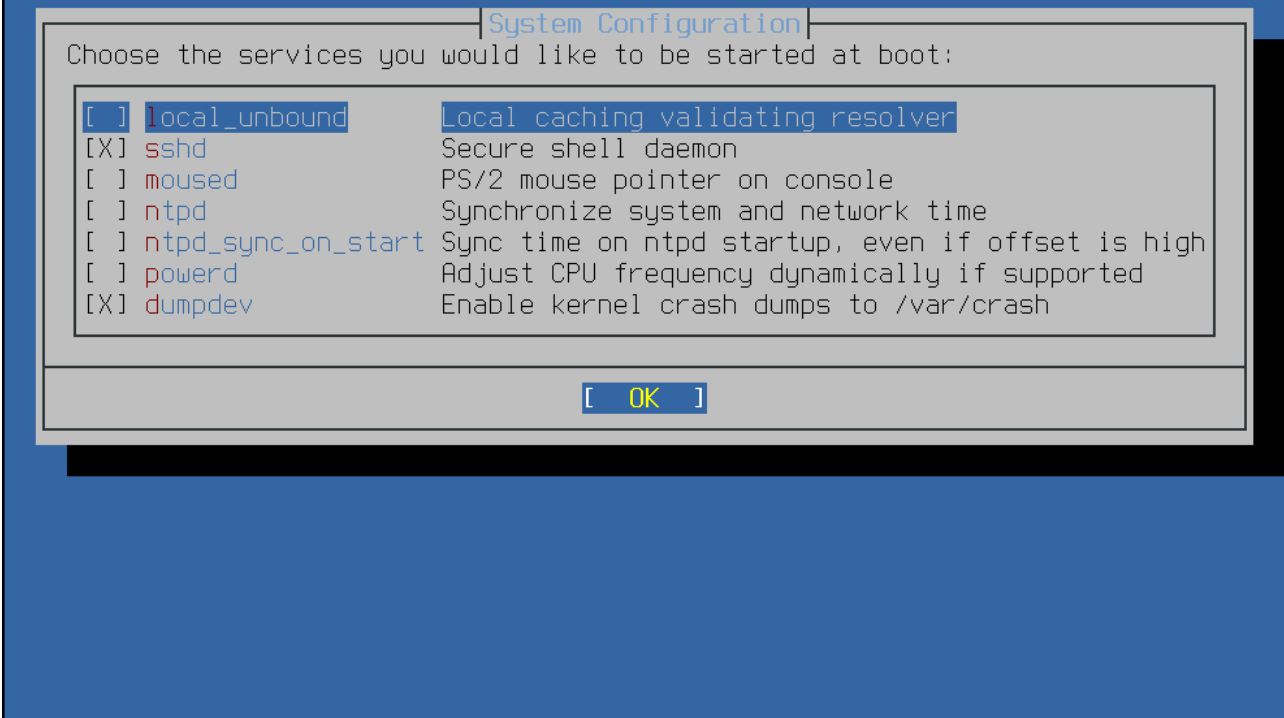 System Configuration
Choose the services you would like to be started at boot:
[ ] local_unbound Local caching validating resolver
[X] sshd Secure shell daemon
[ ] moused PS/2 mouse pointer on console
[ ] ntpd Synchronize system and network time
[ ] ntpd_sync_on_start Sync time on ntpd startup, even if offset is high
[ ] powerd Adjust CPU frequency dynamically if supported
[X] dumpdev Enable kernel crash dumps to /var/crash
[ OK ]